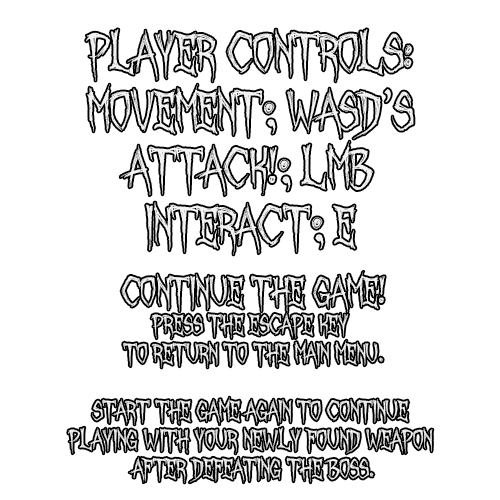 PLAYER CONTROLS:
MOVEMENT; WASD'S
ATTACK!; LMB
INTERACT; E
CONTINUE THE GAME!
PRESS THE ESCAPE KEY
TO RETURN TO THE MAIN MENU.
START THE GAME AGAIN TO CONTINUE
PLAYING WITH YOUR NEWLY FOUND WEAPON
AFTER DEFEATING THE BOSS.